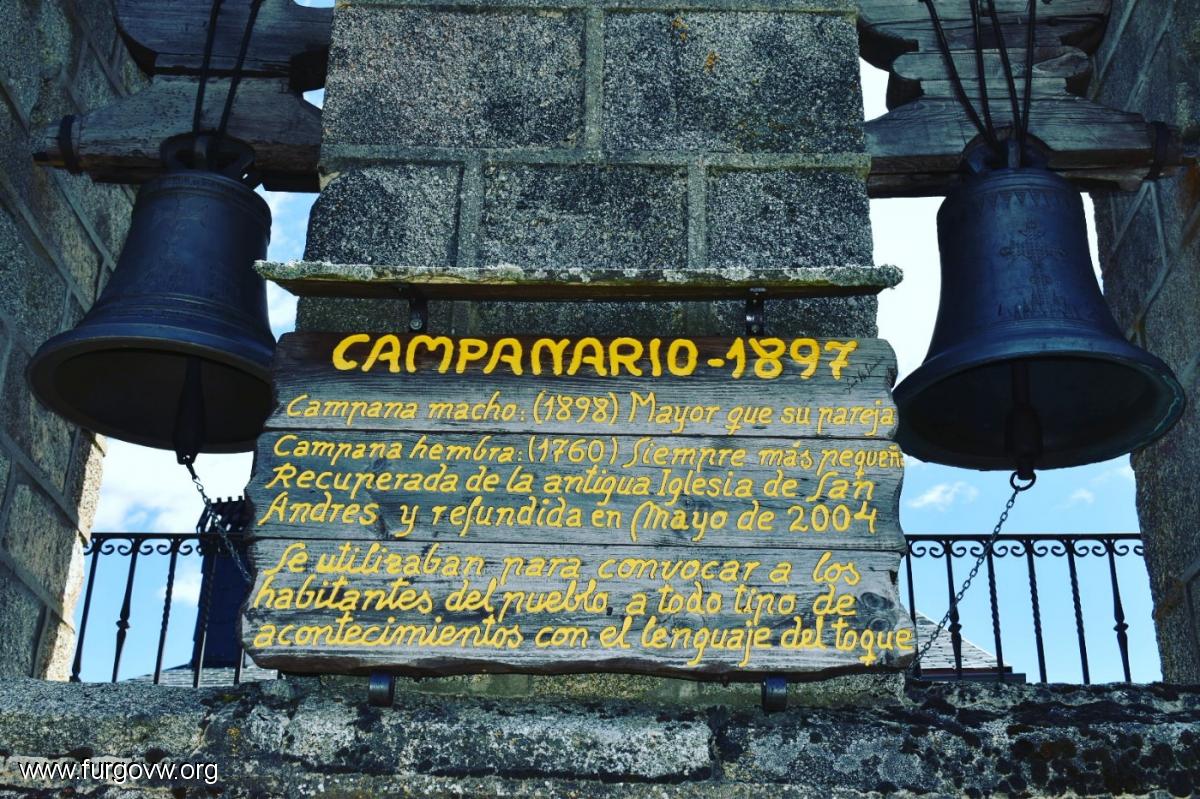 CAMPANARIO-1897
Campana macho: (1898) Mayor que su pareja
Campana hembra: (1760) Siempre más pequeñ
Recuperada de la antigua Iglesia de San
Andres y refundida en Mayo de 2004
Se utilizaban para convocar a los
habitantes del pueblo a todo tipo de
acontecimientos con el lenguaje del toque
www.furgovw.org